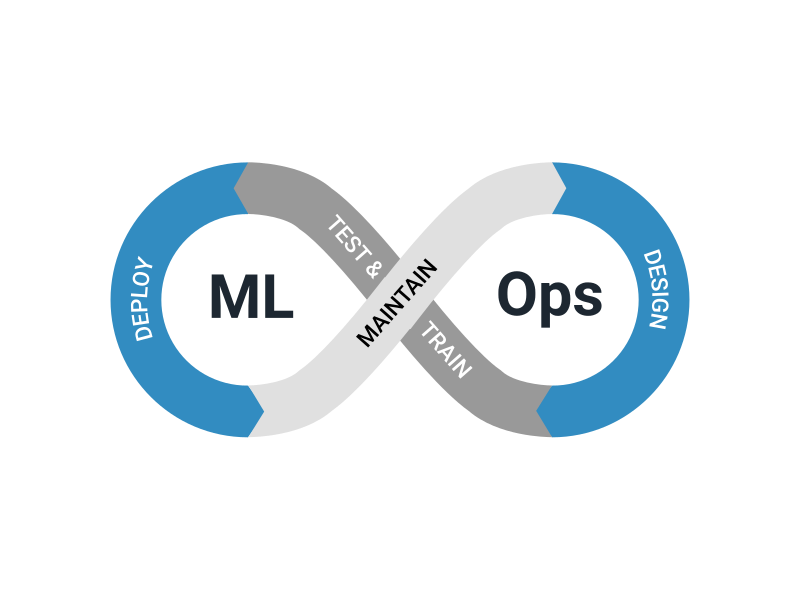 ML
Ops
DEPLOY
TEST &
TRAIN
MAINTAIN
DESIGN